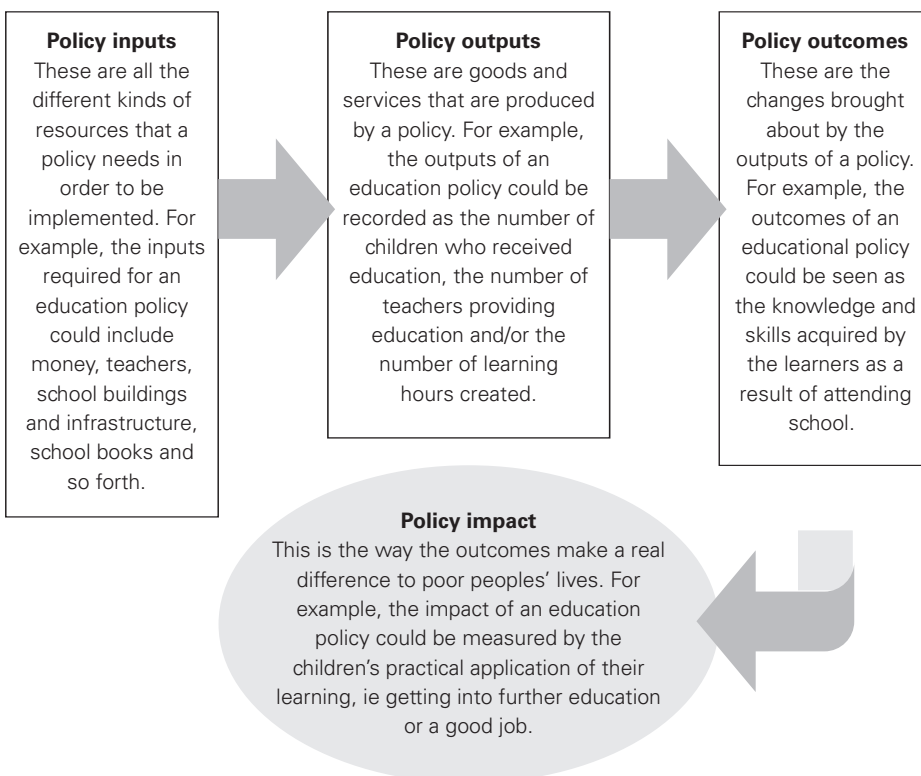 Policy inputs
These are all the
different kinds of
resources that a
policy needs in
order to be
implemented. For
example, the inputs
required for an
education policy
could include
money, teachers,
school buildings
and infrastructure,
school books and
so forth.
Policy outputs
These are goods and
services that are produced
by a policy. For example,
the outputs of an
education policy could be
recorded as the number of
children who received
education, the number of
teachers providing
education and/or the
number of learning
hours created.
Policy outcomes
These are the
changes brought
about by the
outputs of a policy.
For example, the
outcomes of an
educational policy
could be seen as
the knowledge and
skills acquired by
the learners as a
result of attending
school.
Policy impact
This is the way the outcomes make a real
difference to poor peoples’ lives. For
example, the impact of an education
policy could be measured by the
children’s practical application of their
learning, ie getting into further education
or a good job.